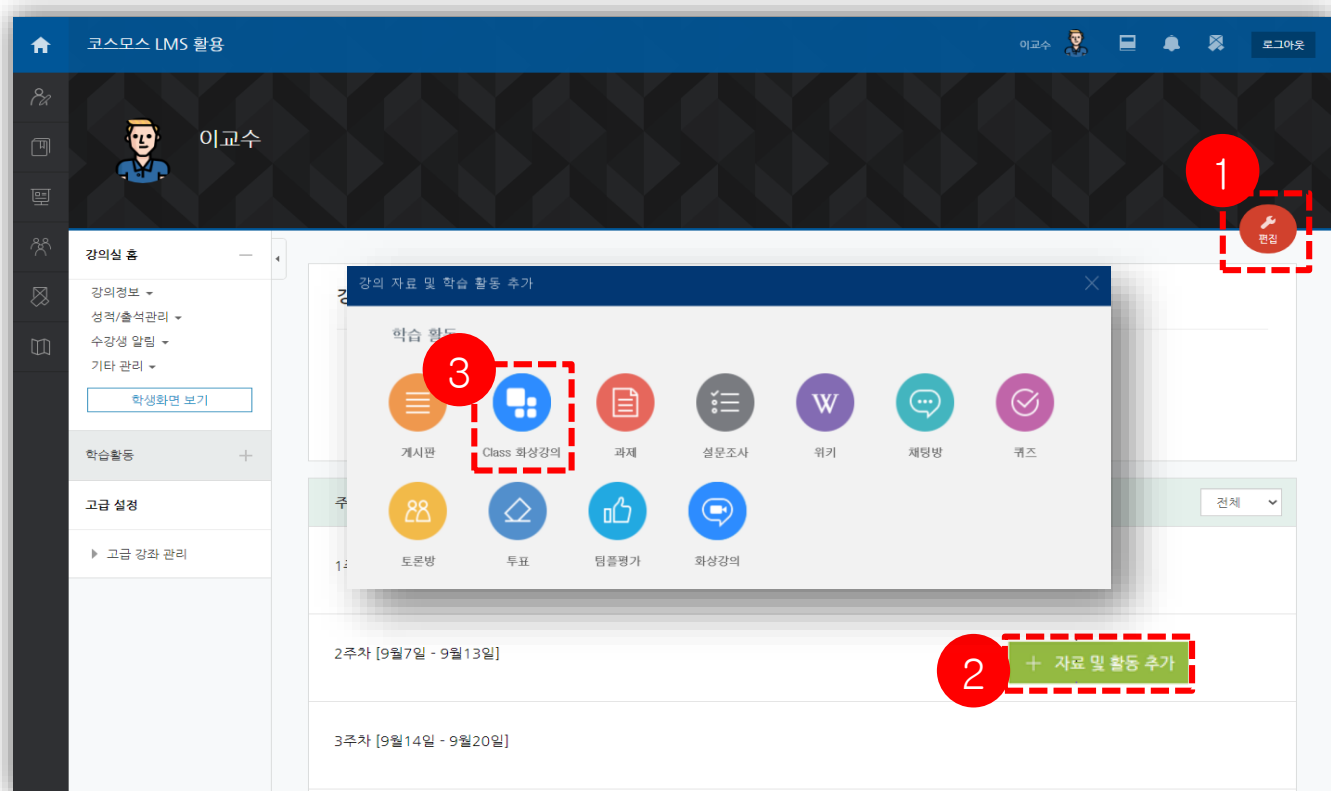 코스모스 LMS 활용
이교수
로그아웃
이교수
1
편집
강의실 홈
강의정보
성적/출석관리
수강생 알림
기타 관리
학생화면 보기
학습활동
고급 설정
고급 강좌 관리
강의 자료 및 학습 활동 추가
학습 활동
3
게시판
Class 화상강의
과제
설문조사
W
위키
채팅방
퀴즈
토론방
투표
팀플평가
화상강의
전체
2주차 [9월7일 - 9월13일]
2
+ 자료 및 활동 추가
3주차 [9월14일 - 9월20일]